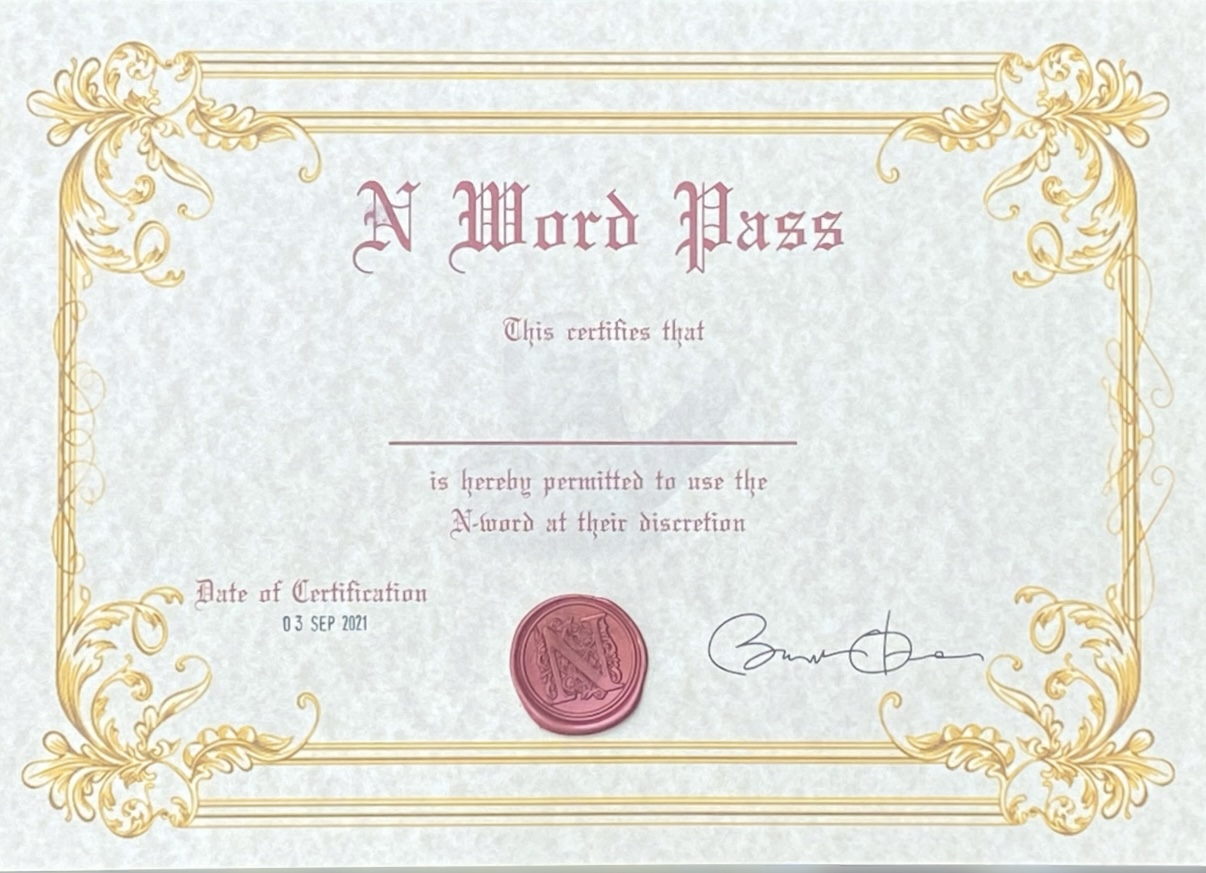 N Word Pass
This certifies that
is hereby permitted to use the
N-word at their discretion
Date of Certification
03 SEP 2021
N